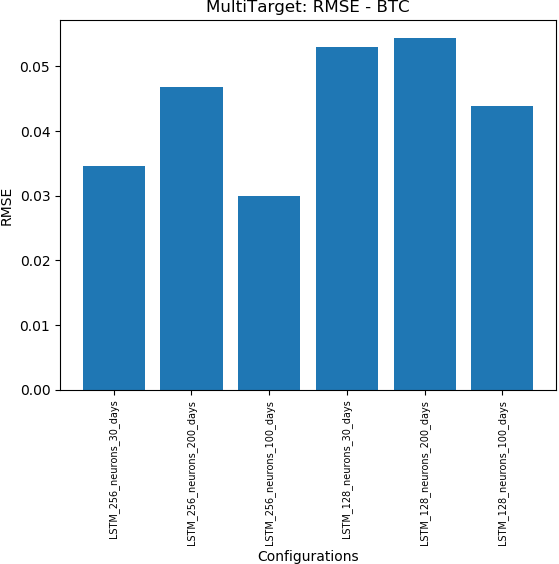 MultiTarget: RMSE - BTC
RMSE
0.05
0.04
0.03
0.02
0.01
0.00
LSTM_256_neurons_30_days
LSTM_256_neurons_200_days
LSTM_256_neurons_100_days
LSTM_128_neurons_30_days
LSTM_128_neurons_200_days
LSTM_128_neurons_100_days
Configurations